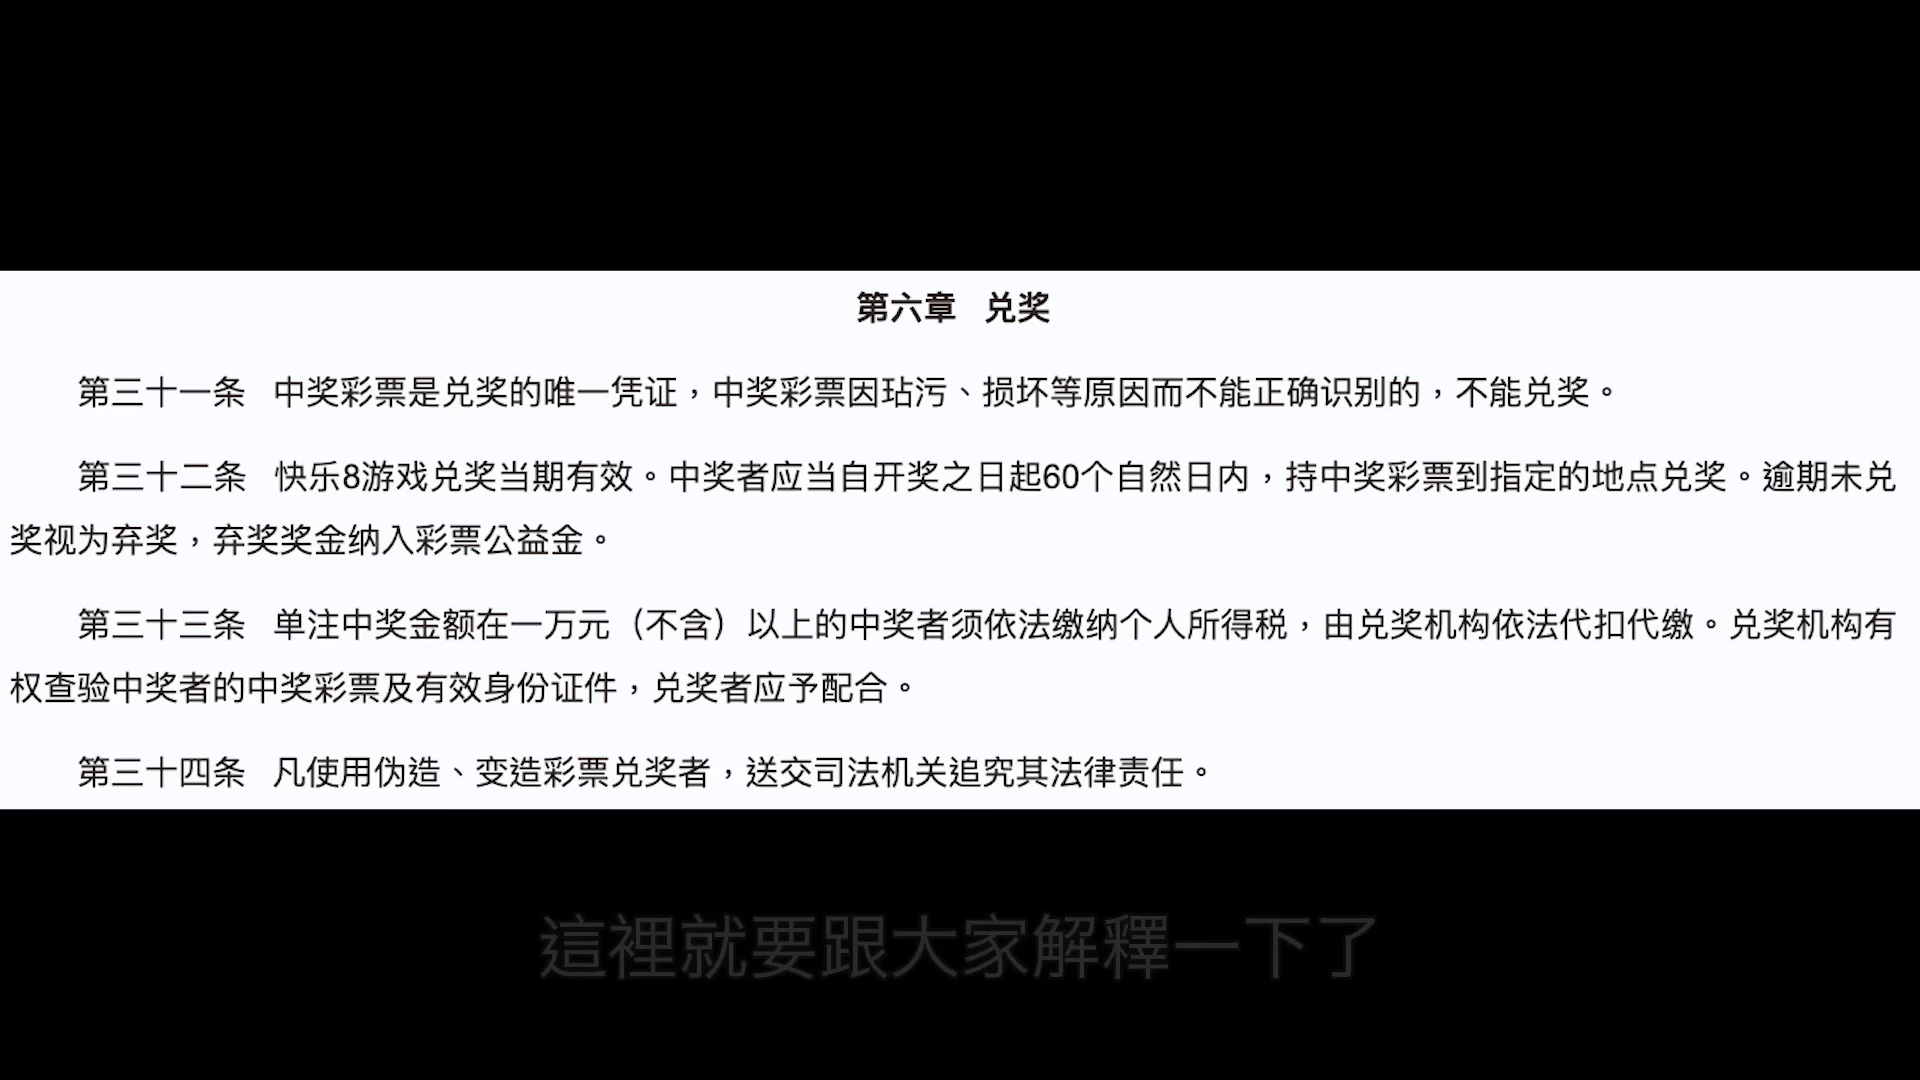 第六章 兑奖
第三十一条 中奖彩票是兑奖的唯一凭证，中奖彩票因玷污、损坏等原因而不能正确识别的，不能兑奖。
第三十二条 快乐8游戏兑奖当期有效。中奖者应当自开奖之日起60个自然日内，持中奖彩票到指定的地点兑奖。逾期未兑
奖视为弃奖，弃奖奖金纳入彩票公益金。
第三十三条 单注中奖金额在一万元（不含）以上的中奖者须依法缴纳个人所得税，由兑奖机构依法代扣代缴。兑奖机构有
权查验中奖者的中奖彩票及有效身份证件，兑奖者应予配合。
第三十四条 凡使用伪造、变造彩票兑奖者，送交司法机关追究其法律责任。
這裡就要跟大家解釋一下了